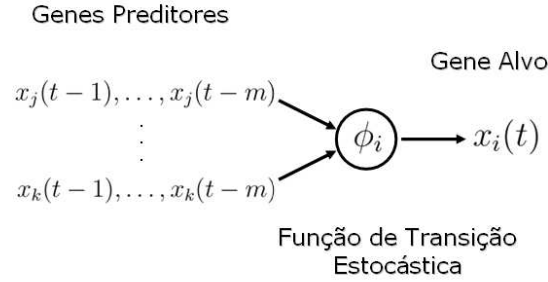 Genes Preditores
Gene Alvo
x_j(t − 1), . . . , x_j(t − m)
.
.
.
ϕ_i
x_i(t)
x_k(t − 1), . . . , x_k(t − m)
Função de Transição
Estocástica